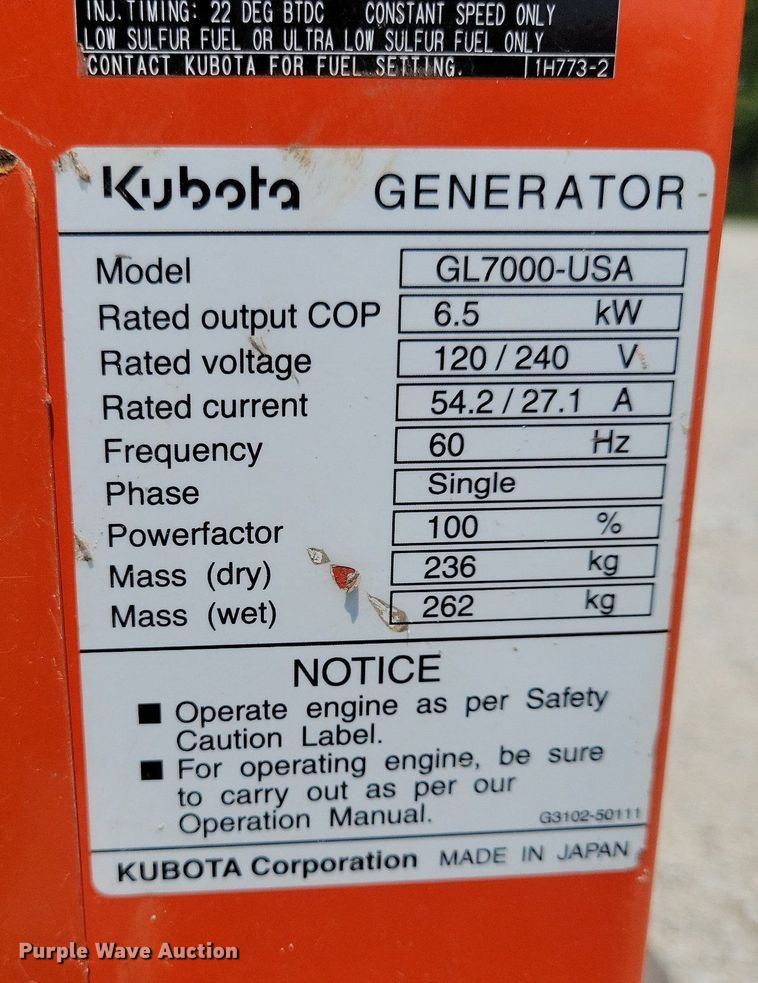 INJ.TIMING: 22 DEG BTDC CONSTANT SPEED ONLY
LOW SULFUR FUEL OR ULTRA LOW SULFUR FUEL ONLY
CONTACT KUBOTA FOR FUEL SETTING. 1H773-2
Kubota GENERATOR
Model GL7000-USA
Rated output COP 6.5 kW
Rated voltage 120 / 240 V
Rated current 54.2 / 27.1 A
Frequency 60 Hz
Phase Single
Powerfactor 100 %
Mass (dry) 236 kg
Mass (wet) 262 kg
NOTICE
■ Operate engine as per Safety
Caution Label.
■ For operating engine, be sure
to carry out as per our
Operation Manual.
G3102-50111
KUBOTA Corporation MADE IN JAPAN
Purple Wave Auction